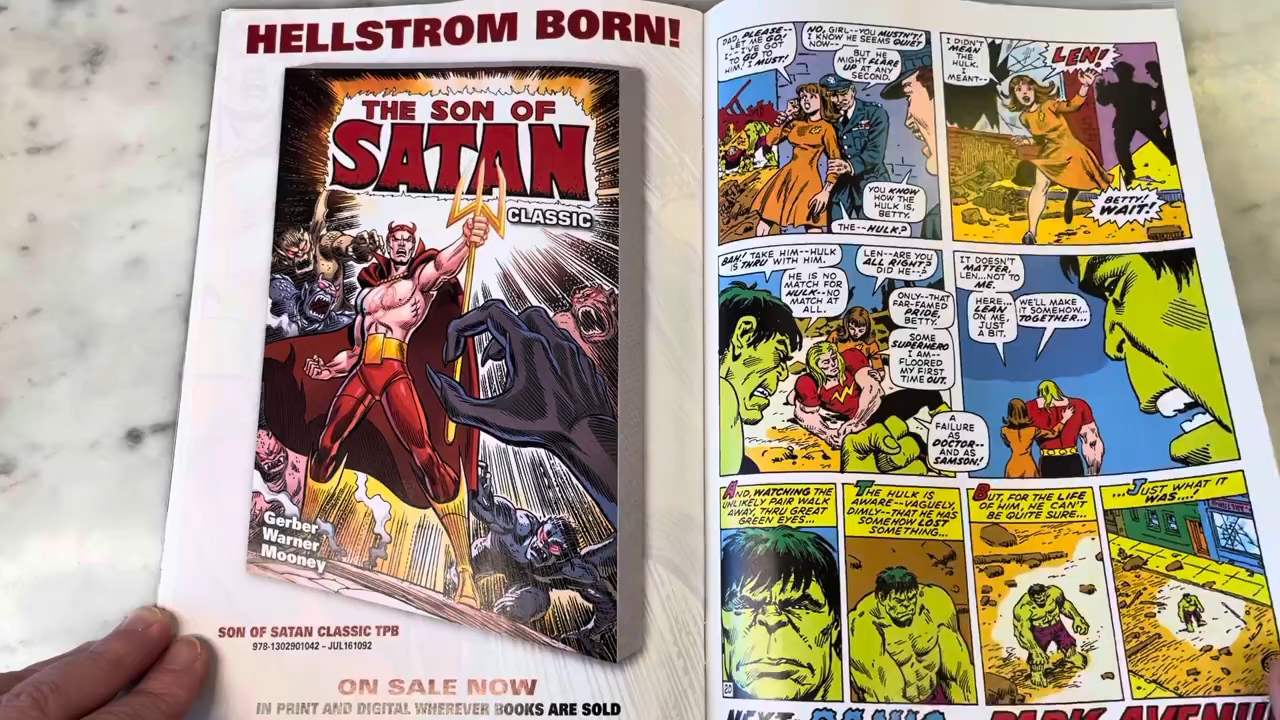 HELLSTROM BORN!
THE SON OF
SATAN
CLASSIC
Gerber
Warner
Mooney
SON OF SATAN CLASSIC TPB
978-1302901042 - JUL161092
ON SALE NOW
IN PRINT AND DIGITAL WHEREVER BOOKS ARE SOLD
DAD, PLEASE--
LET ME GO!
I--I'VE GOT
TO GO TO
HIM. I MUST!
NO, GIRL--YOU MUSTN'T!
I KNOW HE SEEMS QUIET
NOW--
BUT HE
MIGHT FLARE
UP AT ANY
SECOND.
YOU KNOW
HOW THE
HULK IS,
BETTY.
THE--HULK?
I DIDN'T
MEAN
THE
HULK.
I
MEANT--
LEN!
BETTY!
WAIT!
BAH! TAKE HIM--HULK
IS THRU WITH HIM.
HE IS NO
MATCH FOR
HULK--NO
MATCH AT
ALL.
LEN--ARE YOU
ALL RIGHT?
DID HE--?
ONLY--THAT
FAR-FAMED
PRIDE,
BETTY.
SOME
SUPERHERO
I AM--
FLOORED
MY FIRST
TIME OUT.
A
FAILURE
AS
DOCTOR--
AND AS
SAMSON!
IT DOESN'T
MATTER,
LEN...NOT TO
ME.
HERE...
LEAN
ON ME,
JUST
A BIT.
WE'LL MAKE
IT SOMEHOW...
TOGETHER...
AND, WATCHING THE
UNLIKELY PAIR WALK
AWAY, THRU GREAT
GREEN EYES...
THE HULK IS
AWARE--VAGUELY,
DIMLY--THAT HE HAS
SOMEHOW LOST
SOMETHING...
BUT, FOR THE LIFE
OF HIM, HE CAN'T
BE QUITE SURE...
...JUST WHAT IT
WAS....!
20
NEXT:
PARK AVENU